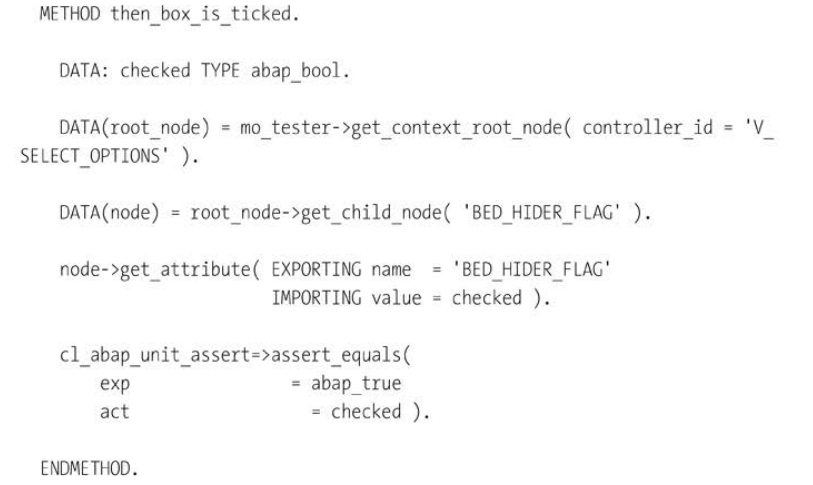 METHOD then_box_is_ticked.
DATA: checked TYPE abap_bool.
DATA(root_node) = mo_tester->get_context_root_node( controller_id = 'V_
SELECT_OPTIONS' ).
DATA(node) = root_node->get_child_node( 'BED_HIDER_FLAG' ).
node->get_attribute( EXPORTING name = 'BED_HIDER_FLAG'
IMPORTING value = checked ).
cl_abap_unit_assert=>assert_equals(
exp = abap_true
act = checked ).
ENDMETHOD.